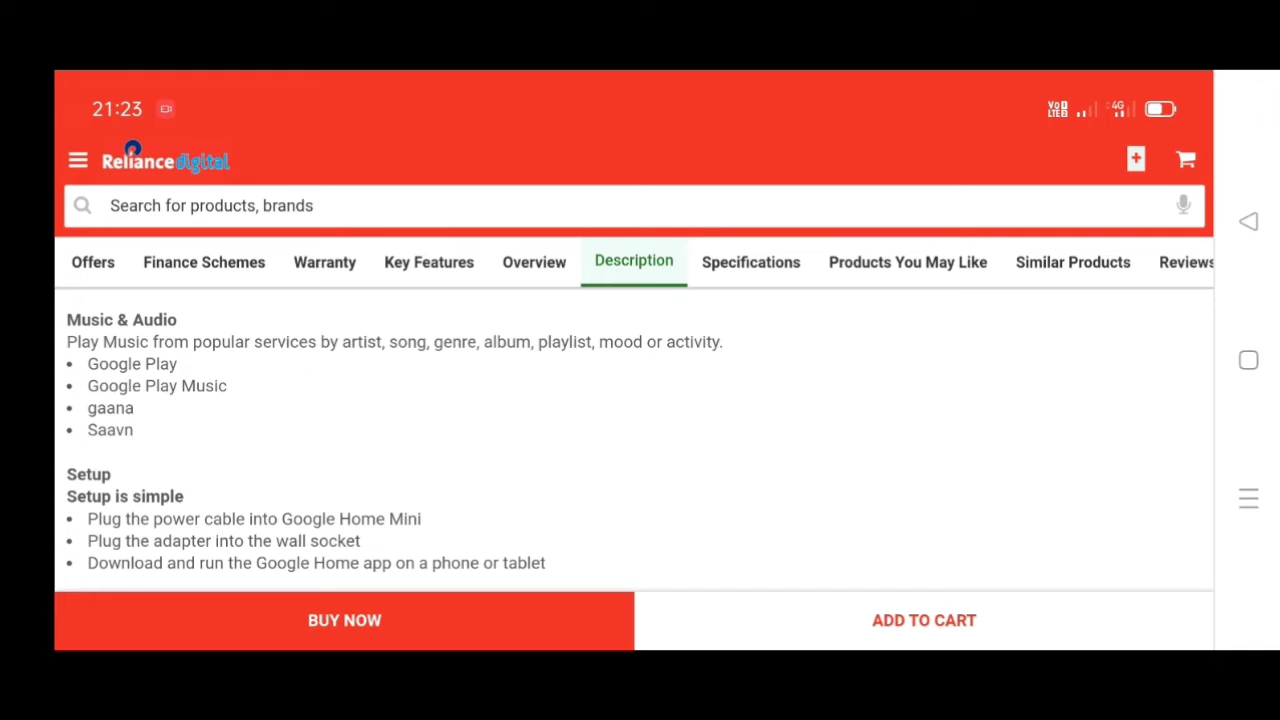 21:23
VoLTE 4G
Reliance digital
Search for products, brands
Offers Finance Schemes Warranty Key Features Overview Description Specifications Products You May Like Similar Products Reviews
Music & Audio
Play Music from popular services by artist, song, genre, album, playlist, mood or activity.
• Google Play
• Google Play Music
• gaana
• Saavn
Setup
Setup is simple
• Plug the power cable into Google Home Mini
• Plug the adapter into the wall socket
• Download and run the Google Home app on a phone or tablet
BUY NOW ADD TO CART